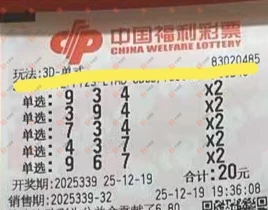 中国福利彩票
CHINA WELFARE LOTTERY
玩法:3D-单式
83020485
单选: 9 3 4 X2
单选: 3 9 4 X2
单选: 7 3 4 X2
单选: 4 3 7 X2
单选: 9 6 7 X2
合计:20元
开奖期:2025339 25-12-19
销售期:2025339-32 25-12-19 19:36:08